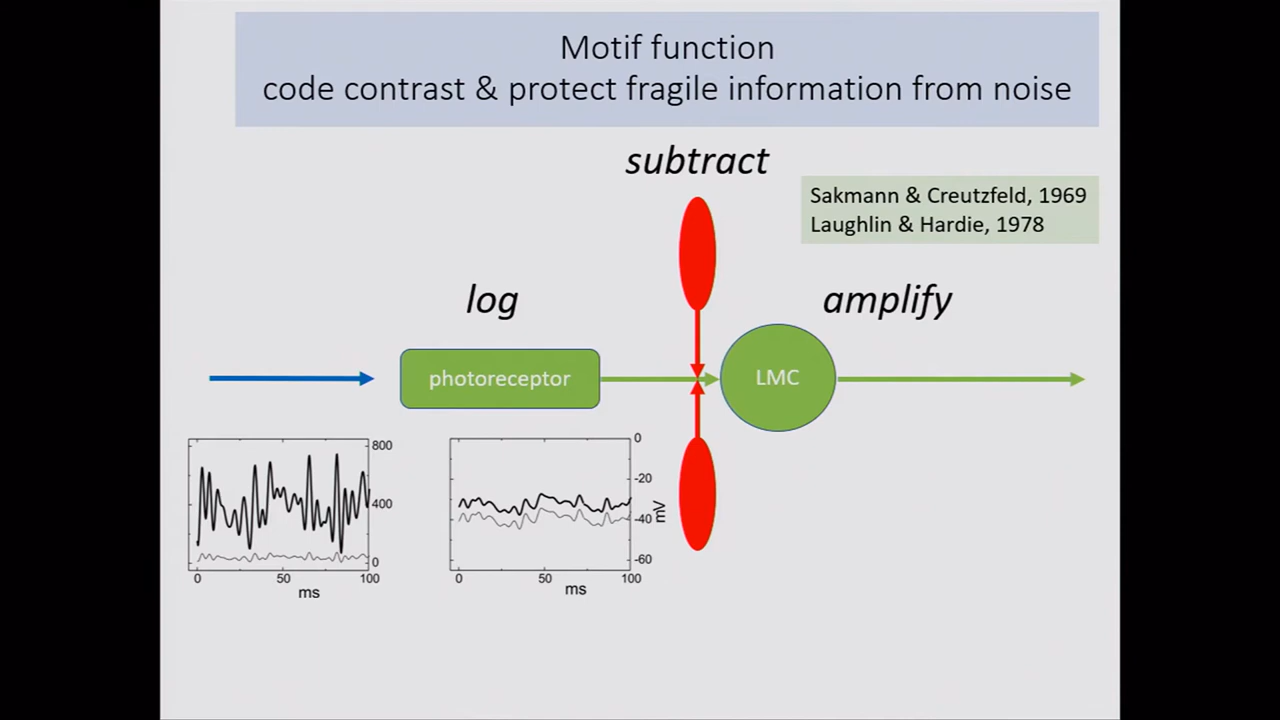 Motif function
code contrast & protect fragile information from noise
subtract
Sakmann & Creutzfeld, 1969
Laughlin & Hardie, 1978
log
amplify
photoreceptor
LMC
800
400
0
0
50
100
ms
0
-20
-40
-60
mV
0
50
100
ms